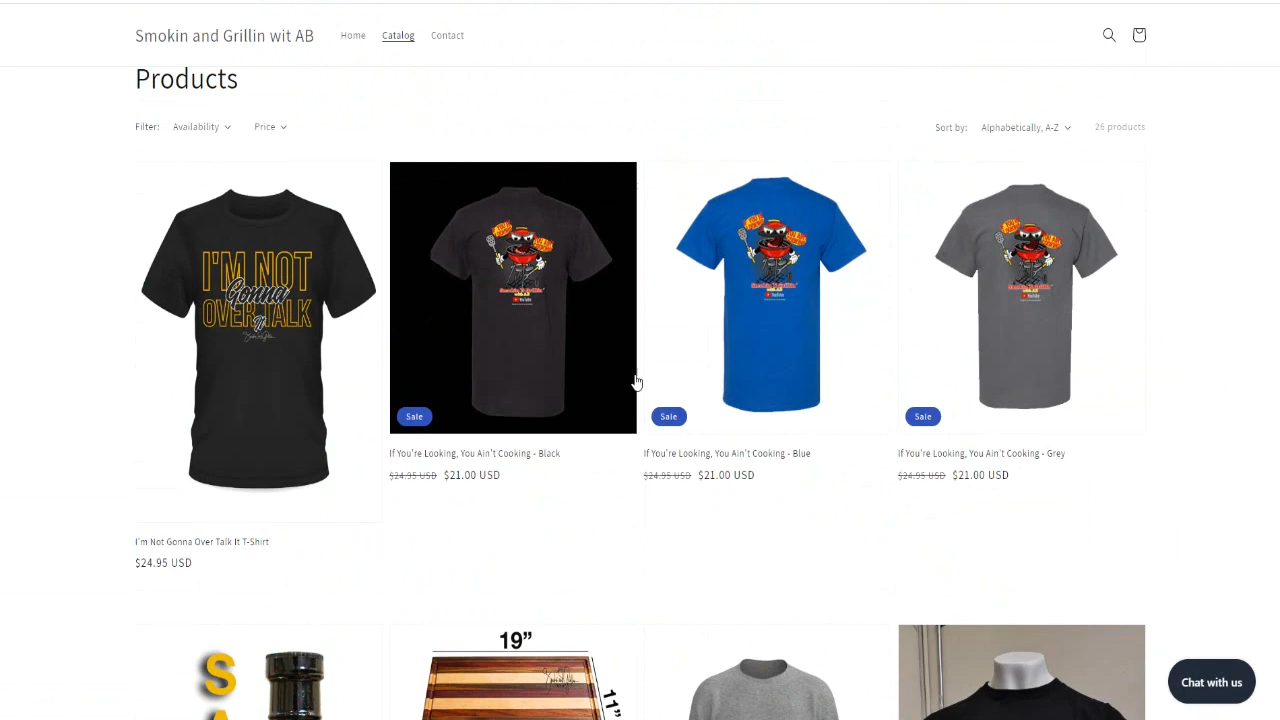 Smokin and Grillin wit AB
Home
Catalog
Contact
Products
Filter:
Availability
Price
Sort by:
Alphabetically, A-Z
26 products
I'M NOT
Gonna
OVER TALK
It
Sale
Sale
Sale
If You're Looking, You Ain't Cooking - Black
$24.95 USD $21.00 USD
If You're Looking, You Ain't Cooking - Blue
$24.95 USD $21.00 USD
If You're Looking, You Ain't Cooking - Grey
$24.95 USD $21.00 USD
I'm Not Gonna Over Talk It T-Shirt
$24.95 USD
S
A
19”
11”
Chat with us